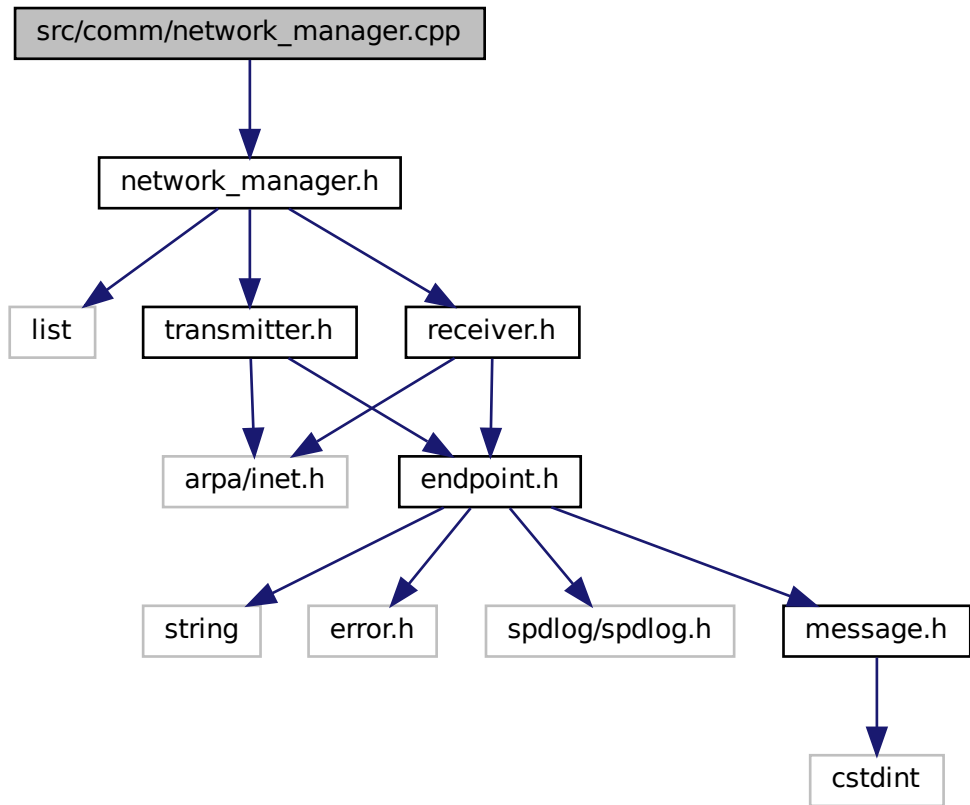 src/comm/network_manager.cpp
network_manager.h
list
transmitter.h
receiver.h
arpa/inet.h
endpoint.h
string
error.h
spdlog/spdlog.h
message.h
cstdint